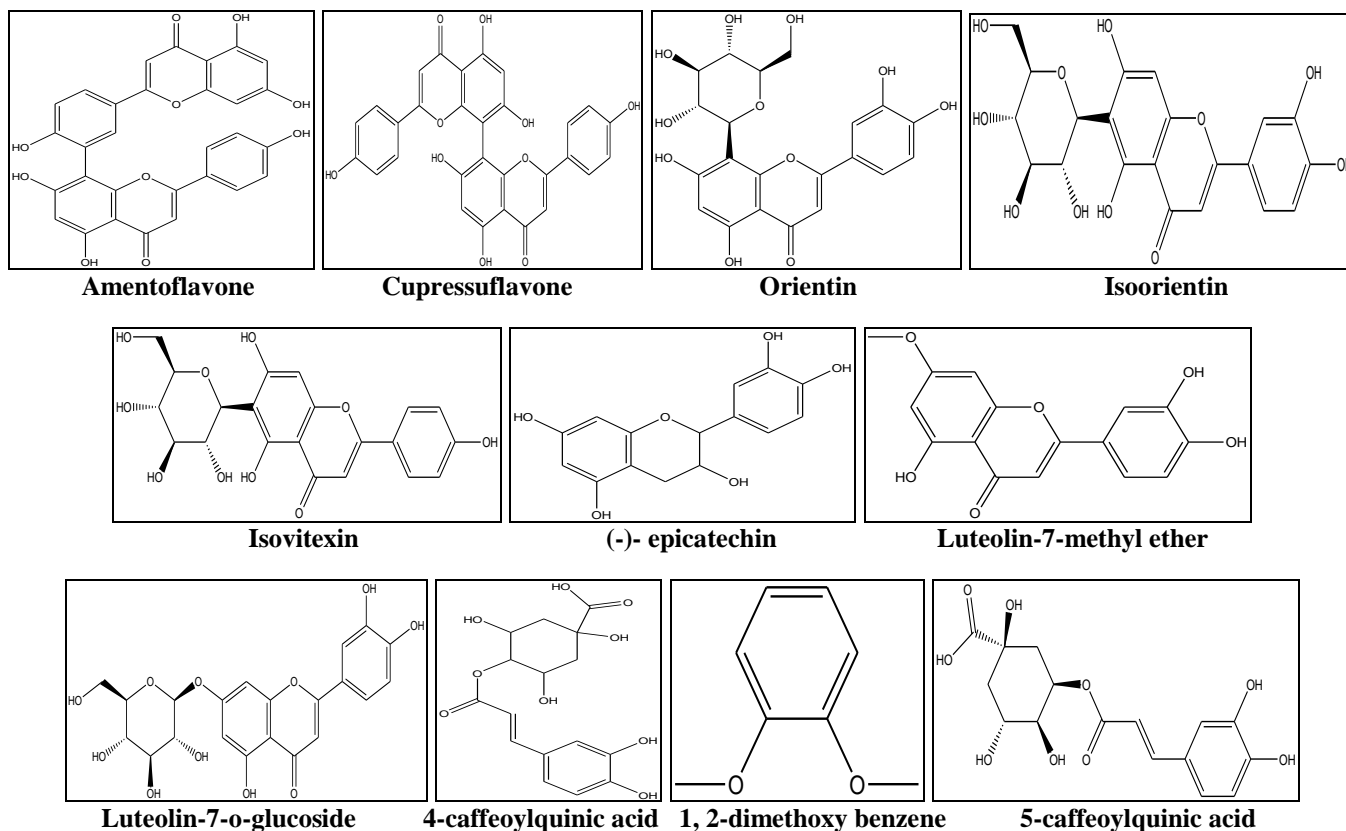 Amentoflavone
Cupressuflavone
Orientin
Isoorientin
Isovitexin
(-)- epicatechin
Luteolin-7-methyl ether
Luteolin-7-o-glucoside
4-caffeoylquinic acid
1, 2-dimethoxy benzene
5-caffeoylquinic acid